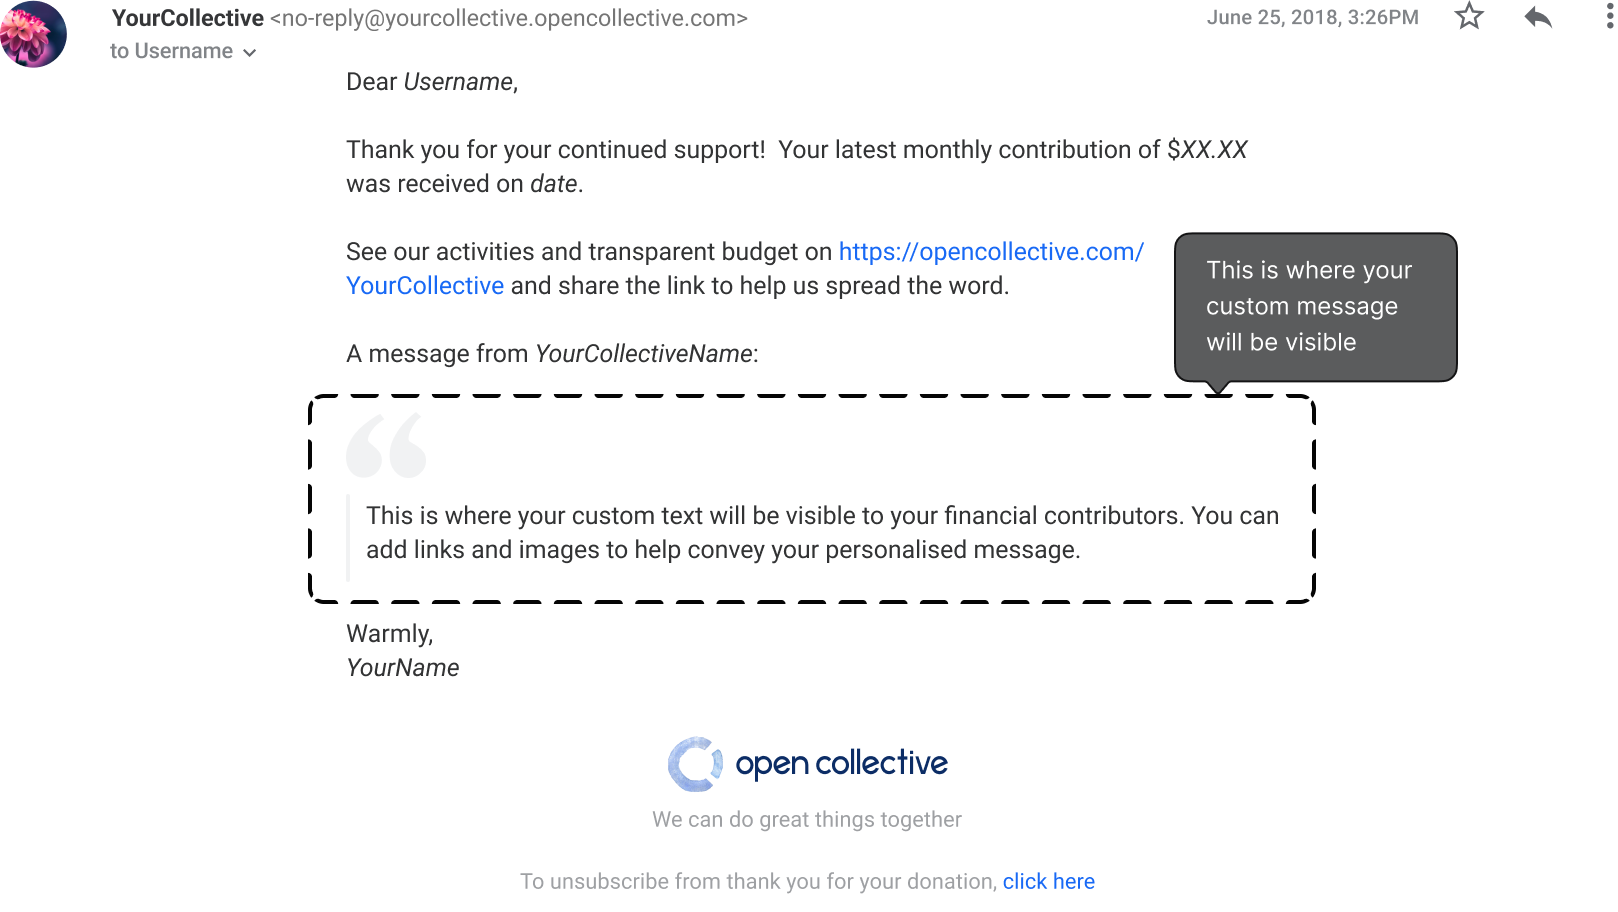 YourCollective <no-reply@yourcollective.opencollective.com>
June 25, 2018, 3:26PM
to Username
Dear Username,
Thank you for your continued support!  Your latest monthly contribution of $XX.XX
was received on date.
See our activities and transparent budget on https://opencollective.com/
YourCollective and share the link to help us spread the word.
This is where your
custom message
will be visible
A message from YourCollectiveName:
“
This is where your custom text will be visible to your financial contributors. You can
add links and images to help convey your personalised message.
Warmly,
YourName
open collective
We can do great things together
To unsubscribe from thank you for your donation, click here